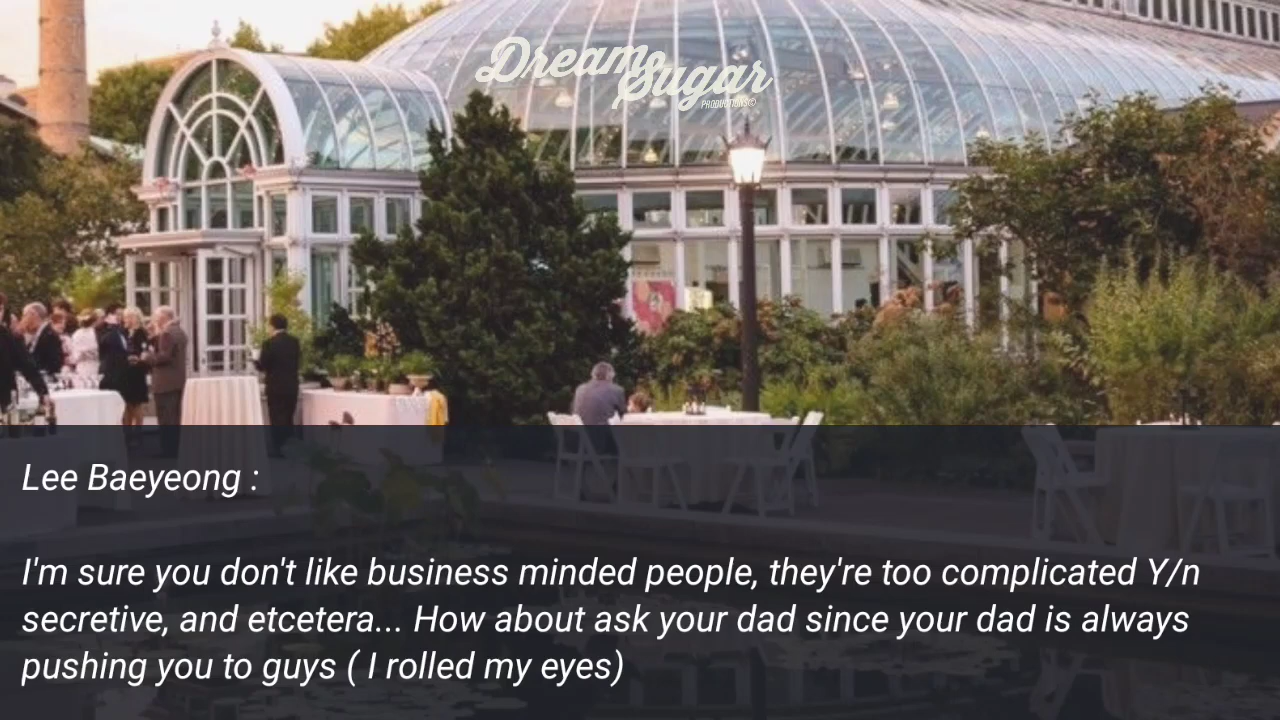 Dream Sugar
PRODUCTIONS©
Lee Baeyeong :
I'm sure you don't like business minded people, they're too complicated Y/n
secretive, and etcetera... How about ask your dad since your dad is always
pushing you to guys ( I rolled my eyes)